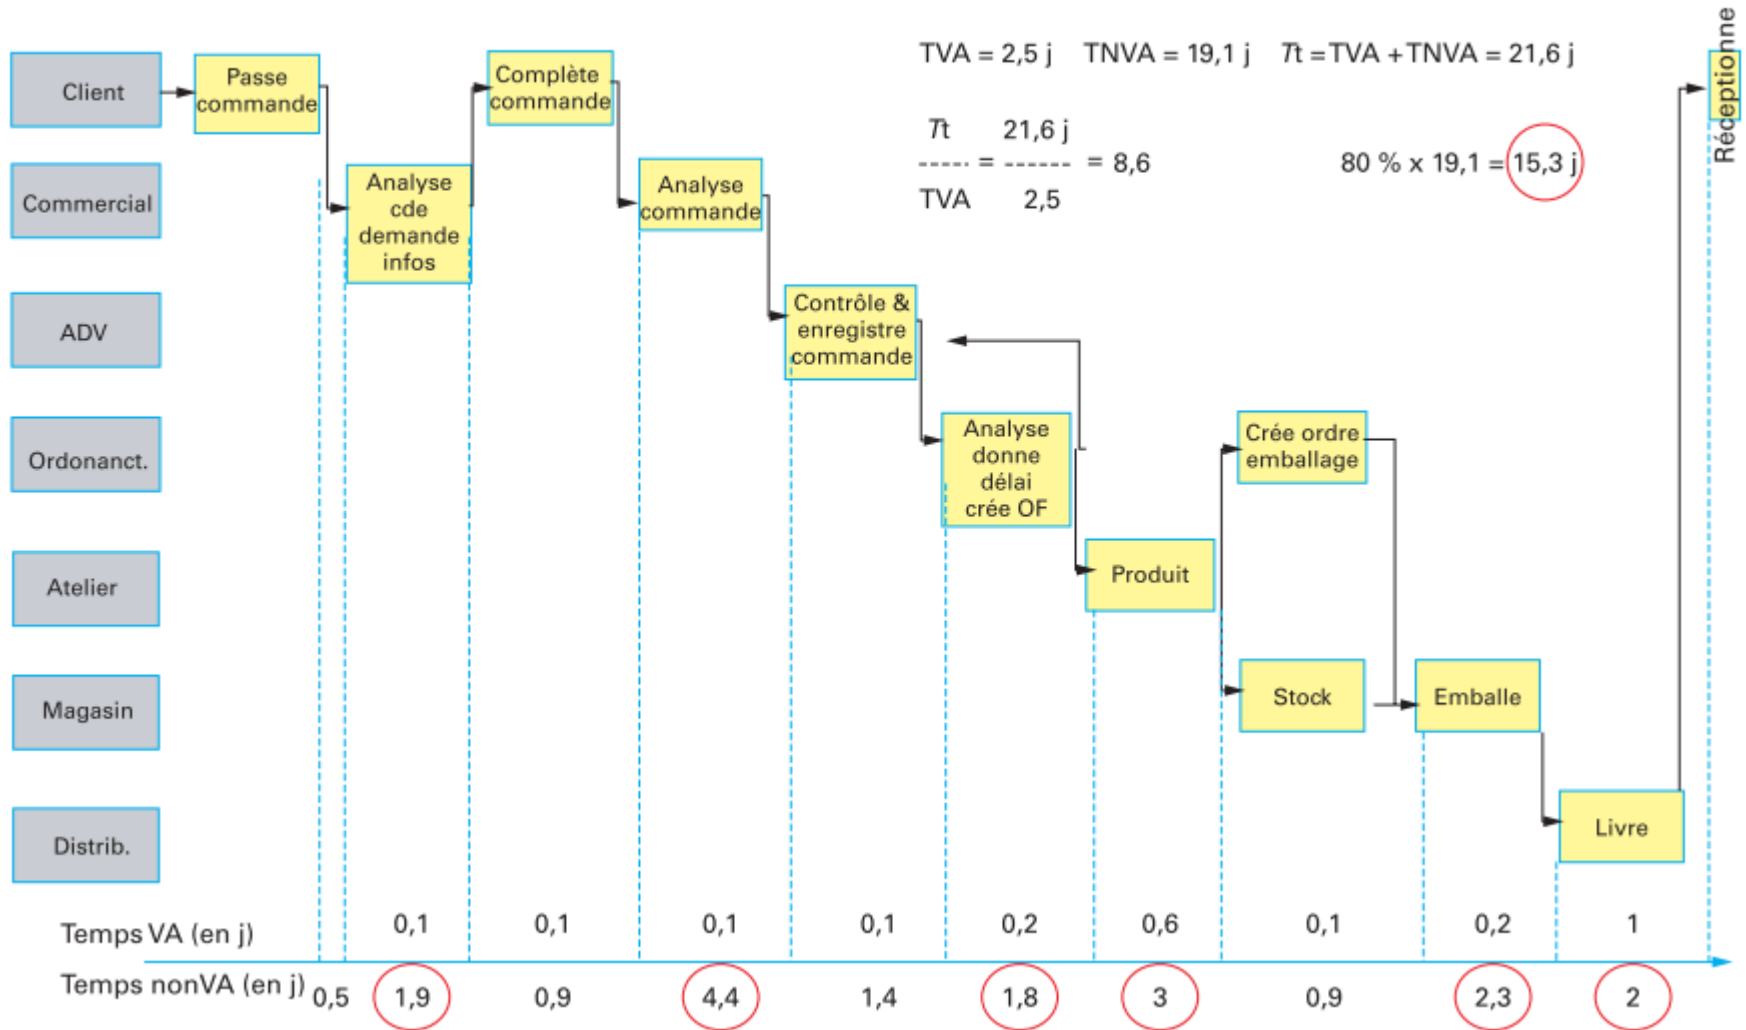 TVA = 2,5 j TNVA = 19,1 j Tt = TVA + TNVA = 21,6 j
Tt 21,6 j
----- = ------ = 8,6
TVA 2,5
80 % x 19,1 = 15,3 j
Réceptionne
Client
Passe
commande
Complète
commande
Commercial
Analyse
cde
demande
infos
Analyse
commande
ADV
Contrôle &
enregistre
commande
Ordonanct.
Analyse
donne
délai
crée OF
Crée ordre
emballage
Atelier
Produit
Magasin
Stock
Emballe
Distrib.
Livre
Temps VA (en j) 0,1 0,1 0,1 0,1 0,2 0,6 0,1 0,2 1
Temps nonVA (en j) 0,5 1,9 0,9 4,4 1,4 1,8 3 0,9 2,3 2